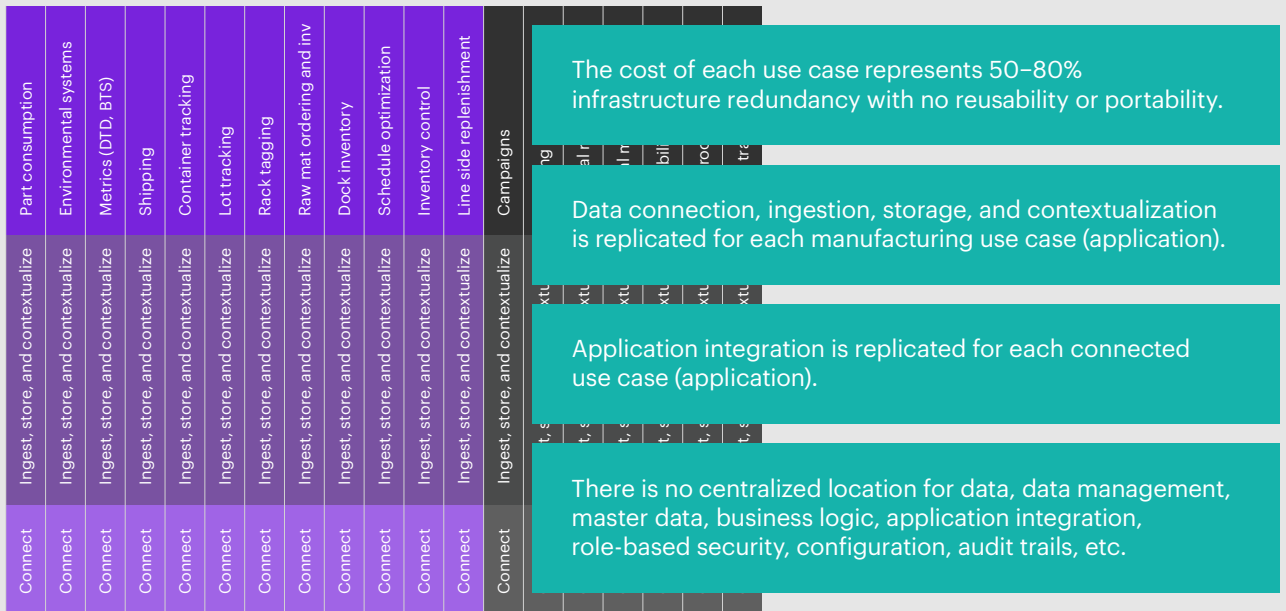 Part consumption
Environmental systems
Metrics (DTD, BTS)
Shipping
Container tracking
Lot tracking
Rack tagging
Raw mat ordering and inv
Dock inventory
Schedule optimization
Inventory control
Line side replenishment
Campaigns
Ingest, store, and contextualize
Ingest, store, and contextualize
Ingest, store, and contextualize
Ingest, store, and contextualize
Ingest, store, and contextualize
Ingest, store, and contextualize
Ingest, store, and contextualize
Ingest, store, and contextualize
Ingest, store, and contextualize
Ingest, store, and contextualize
Ingest, store, and contextualize
Ingest, store, and contextualize
Ingest, store, and contextualize
Connect
Connect
Connect
Connect
Connect
Connect
Connect
Connect
Connect
Connect
Connect
Connect
Connect
The cost of each use case represents 50–80%
infrastructure redundancy with no reusability or portability.
Data connection, ingestion, storage, and contextualization
is replicated for each manufacturing use case (application).
Application integration is replicated for each connected
use case (application).
There is no centralized location for data, data management,
master data, business logic, application integration,
role-based security, configuration, audit trails, etc.